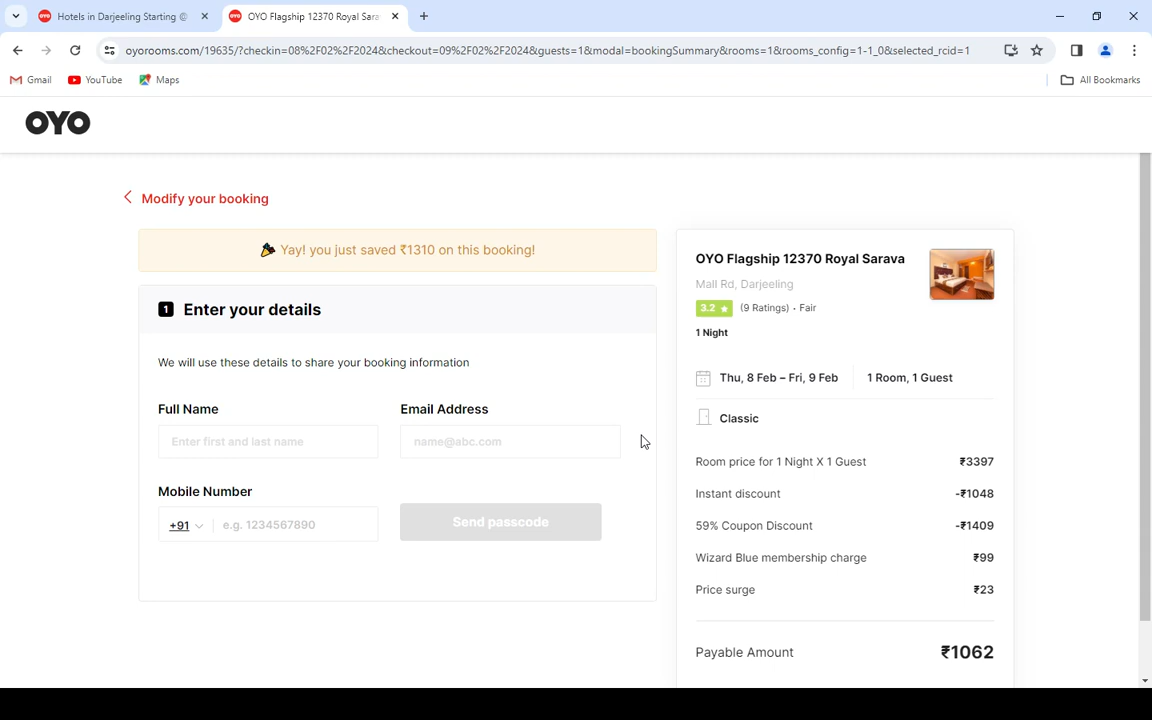 Hotels in Darjeeling Starting @
OYO Flagship 12370 Royal Sarav
oyorooms.com/19635/?checkin=08%2F02%2F2024&checkout=09%2F02%2F2024&guests=1&modal=bookingSummary&rooms=1&rooms_config=1-1_0&selected_rcid=1
Gmail
YouTube
Maps
All Bookmarks
OYO
Modify your booking
Yay! you just saved ₹1310 on this booking!
1 Enter your details
We will use these details to share your booking information
Full Name
Email Address
Enter first and last name
name@abc.com
Mobile Number
+91
e.g. 1234567890
Send passcode
OYO Flagship 12370 Royal Sarava
Mall Rd, Darjeeling
3.2 ★ (9 Ratings) · Fair
1 Night
Thu, 8 Feb – Fri, 9 Feb
1 Room, 1 Guest
Classic
Room price for 1 Night X 1 Guest ₹3397
Instant discount -₹1048
59% Coupon Discount -₹1409
Wizard Blue membership charge ₹99
Price surge ₹23
Payable Amount ₹1062